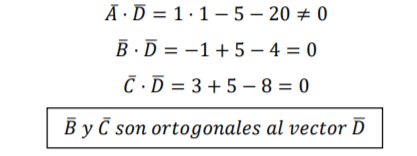 Ā · D̄ = 1 · 1 − 5 − 20 ≠ 0
B̄ · D̄ = −1 + 5 − 4 = 0
C̄ · D̄ = 3 + 5 − 8 = 0
B̄ y C̄ son ortogonales al vector D̄